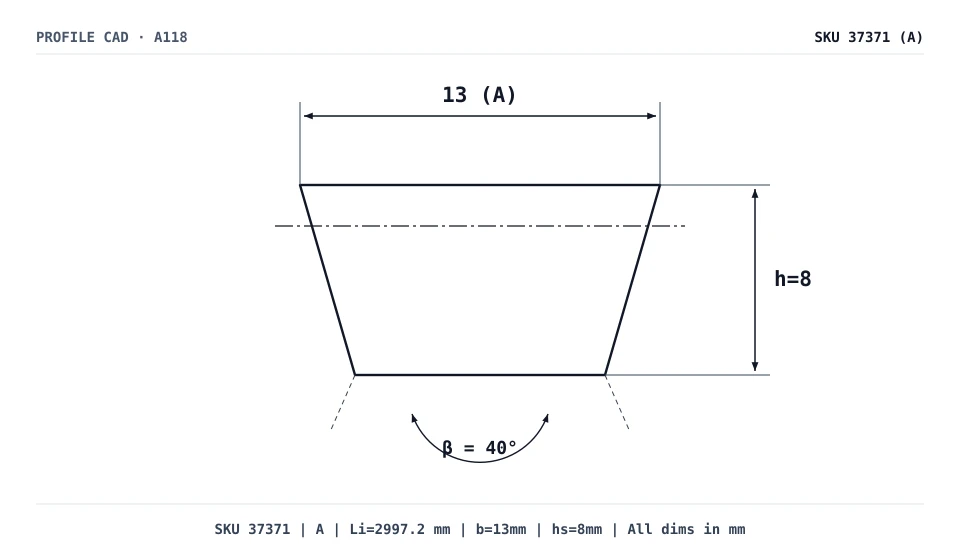 PROFILE CAD · A118
SKU 37371 (A)
13 (A)
h=8
β = 40°
SKU 37371 | A | Li=2997.2 mm | b=13mm | hs=8mm | All dims in mm